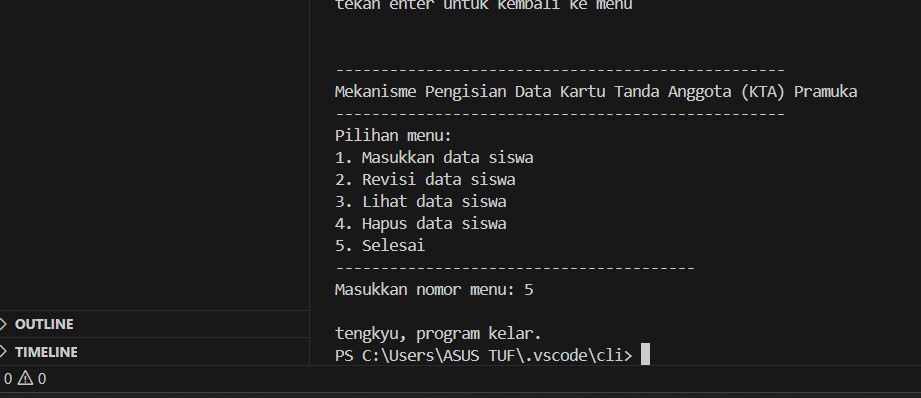 tekan enter untuk kembali ke menu
--------------------------------------------------
Mekanisme Pengisian Data Kartu Tanda Anggota (KTA) Pramuka
--------------------------------------------------
Pilihan menu:
1. Masukkan data siswa
2. Revisi data siswa
3. Lihat data siswa
4. Hapus data siswa
5. Selesai
----------------------------------------
Masukkan nomor menu: 5
tengkyu, program kelar.
PS C:\Users\ASUS TUF\.vscode\cli>
OUTLINE
TIMELINE
0 0